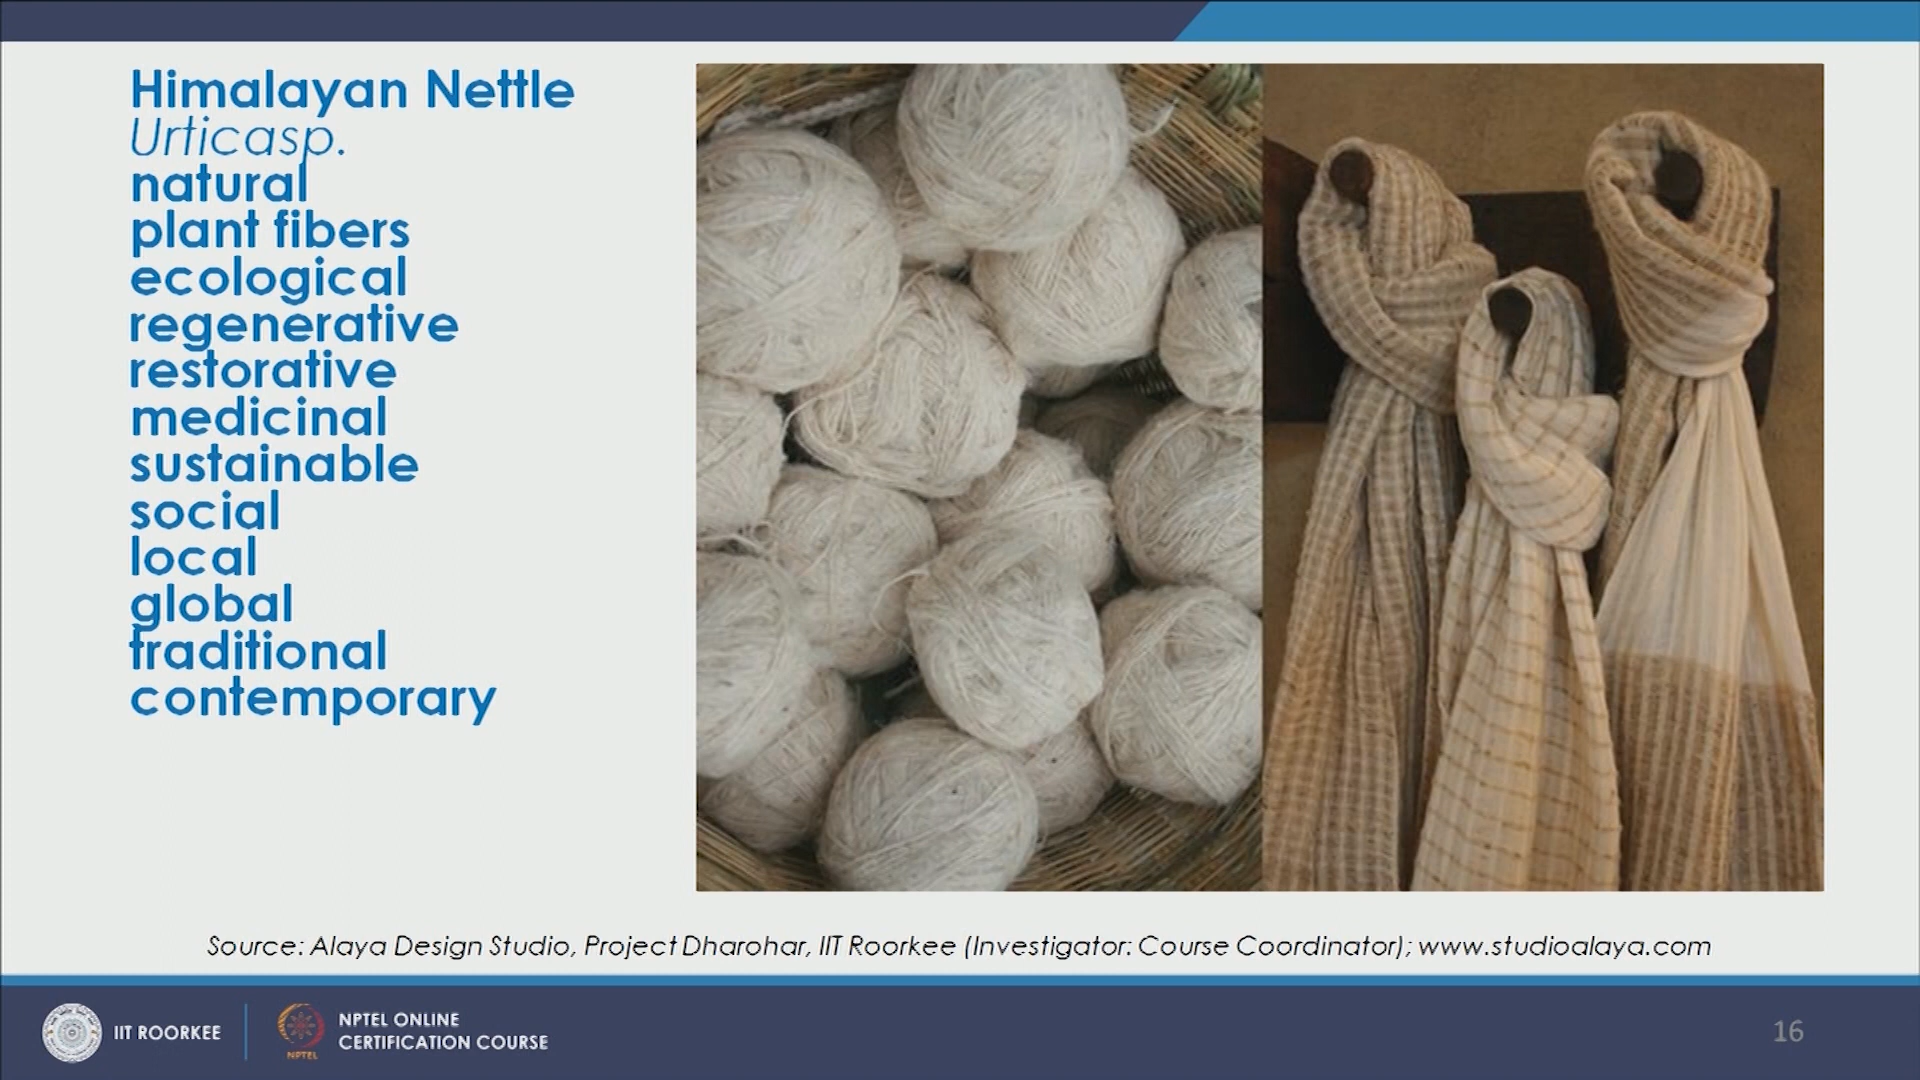 Himalayan Nettle
Urticasp.
natural
plant fibers
ecological
regenerative
restorative
medicinal
sustainable
social
local
global
traditional
contemporary
Source: Alaya Design Studio, Project Dharohar, IIT Roorkee (Investigator: Course Coordinator); www.studioalaya.com
IIT ROORKEE
NPTEL
NPTEL ONLINE
CERTIFICATION COURSE
16